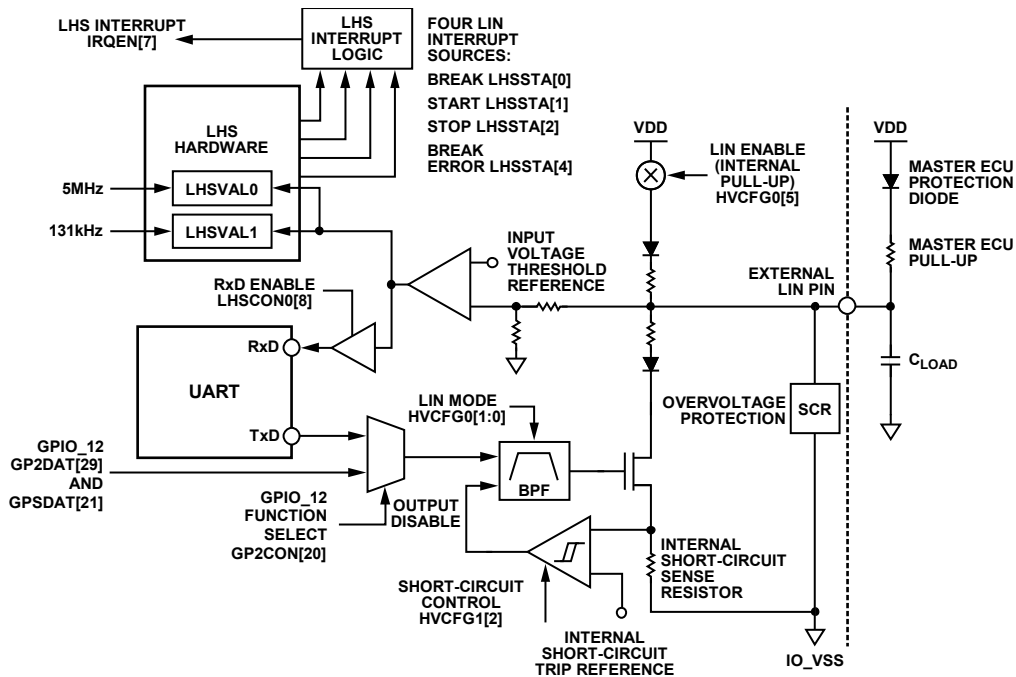 LHS INTERRUPT
IRQEN[7]
LHS
INTERRUPT
LOGIC
FOUR LIN
INTERRUPT
SOURCES:
BREAK LHSSTA[0]
START LHSSTA[1]
STOP LHSSTA[2]
BREAK
ERROR LHSSTA[4]
LHS
HARDWARE
5MHz
LHSVAL0
131kHz
LHSVAL1
VDD
LIN ENABLE
(INTERNAL
PULL-UP)
HVCFG0[5]
VDD
MASTER ECU
PROTECTION
DIODE
MASTER ECU
PULL-UP
INPUT
VOLTAGE
THRESHOLD
REFERENCE
EXTERNAL
LIN PIN
RxD ENABLE
LHSCON0[8]
RxD
UART
TxD
CLOAD
OVERVOLTAGE
PROTECTION
SCR
LIN MODE
HVCFG0[1:0]
BPF
GPIO_12
GP2DAT[29]
AND
GPSDAT[21]
GPIO_12
FUNCTION
SELECT
GP2CON[20]
OUTPUT
DISABLE
SHORT-CIRCUIT
CONTROL
HVCFG1[2]
INTERNAL
SHORT-CIRCUIT
SENSE
RESISTOR
INTERNAL
SHORT-CIRCUIT
TRIP REFERENCE
IO_VSS